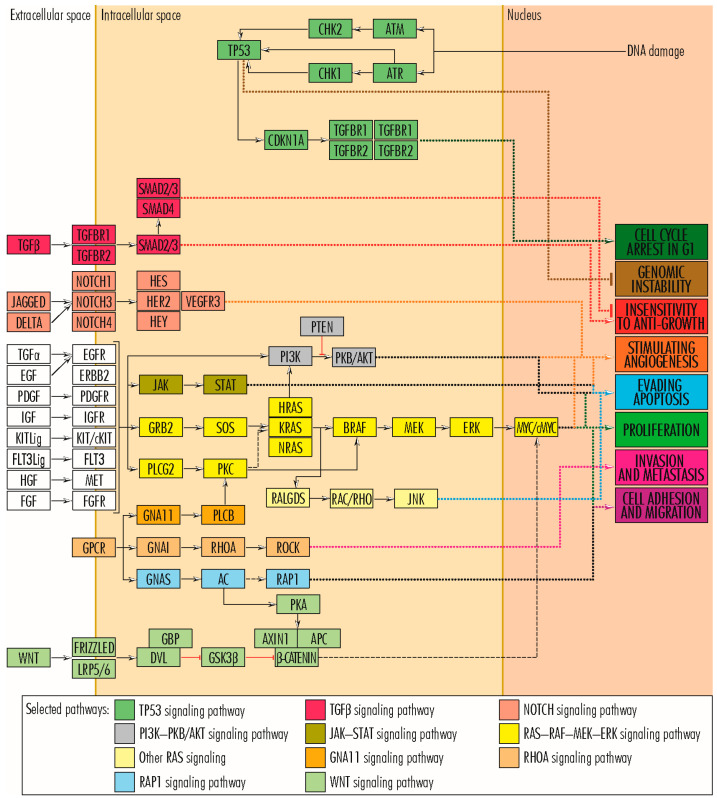 Extracellular space
Intracellular space
Nucleus
CHK2
ATM
TP53
DNA damage
CHK1
ATR
CDKN1A
TGFBR1
TGFBR1
TGFBR2
TGFBR2
SMAD2/3
SMAD4
TGFβ
TGFBR1
TGFBR2
SMAD2/3
CELL CYCLE
ARREST IN G1
GENOMIC
INSTABILITY
JAGGED
DELTA
NOTCH1
NOTCH3
NOTCH4
HES
HER2
HEY
VEGFR3
INSENSITIVITY
TO ANTI-GROWTH
PTEN
TGFα
EGFR
PI3K
PKB/AKT
STIMULATING
ANGIOGENESIS
EGF
ERBB2
JAK
STAT
EVADING
APOPTOSIS
PDGF
PDGFR
IGF
IGFR
HRAS
KITLig
KIT/cKIT
GRB2
SOS
KRAS
BRAF
MEK
ERK
MYC/cMYC
PROLIFERATION
NRAS
FLT3Lig
FLT3
PLCG2
PKC
INVASION
AND METASTASIS
HGF
MET
FGF
FGFR
RALGDS
RAC/RHO
JNK
CELL ADHESION
AND MIGRATION
GNA11
PLCB
GPCR
GNAI
RHOA
ROCK
GNAS
AC
RAP1
PKA
WNT
FRIZZLED
LRP5/6
GBP
DVL
GSK3β
AXIN1
APC
β-CATENIN
Selected pathways:
TP53 signaling pathway
TGFβ signaling pathway
NOTCH signaling pathway
PI3K–PKB/AKT signaling pathway
JAK–STAT signaling pathway
RAS–RAF–MEK–ERK signaling pathway
Other RAS signaling
GNA11 signaling pathway
RHOA signaling pathway
RAP1 signaling pathway
WNT signaling pathway